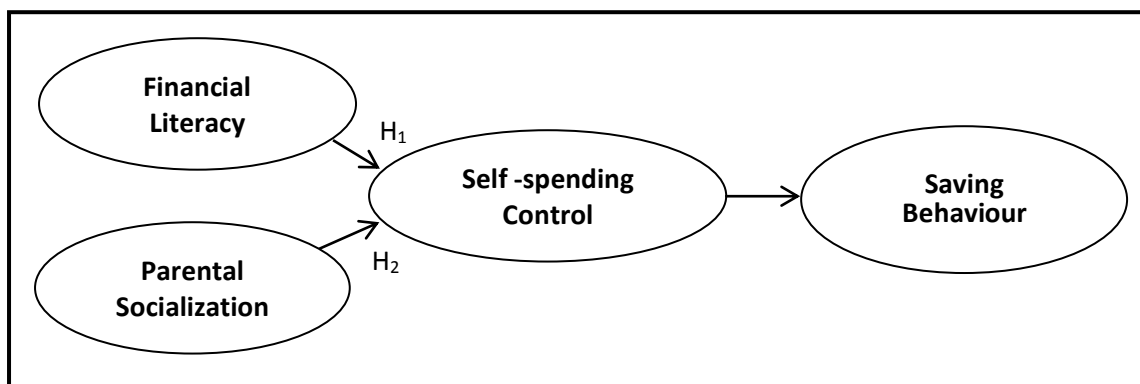 Financial
Literacy
H₁
Self -spending
Control
Saving
Behaviour
H₂
Parental
Socialization